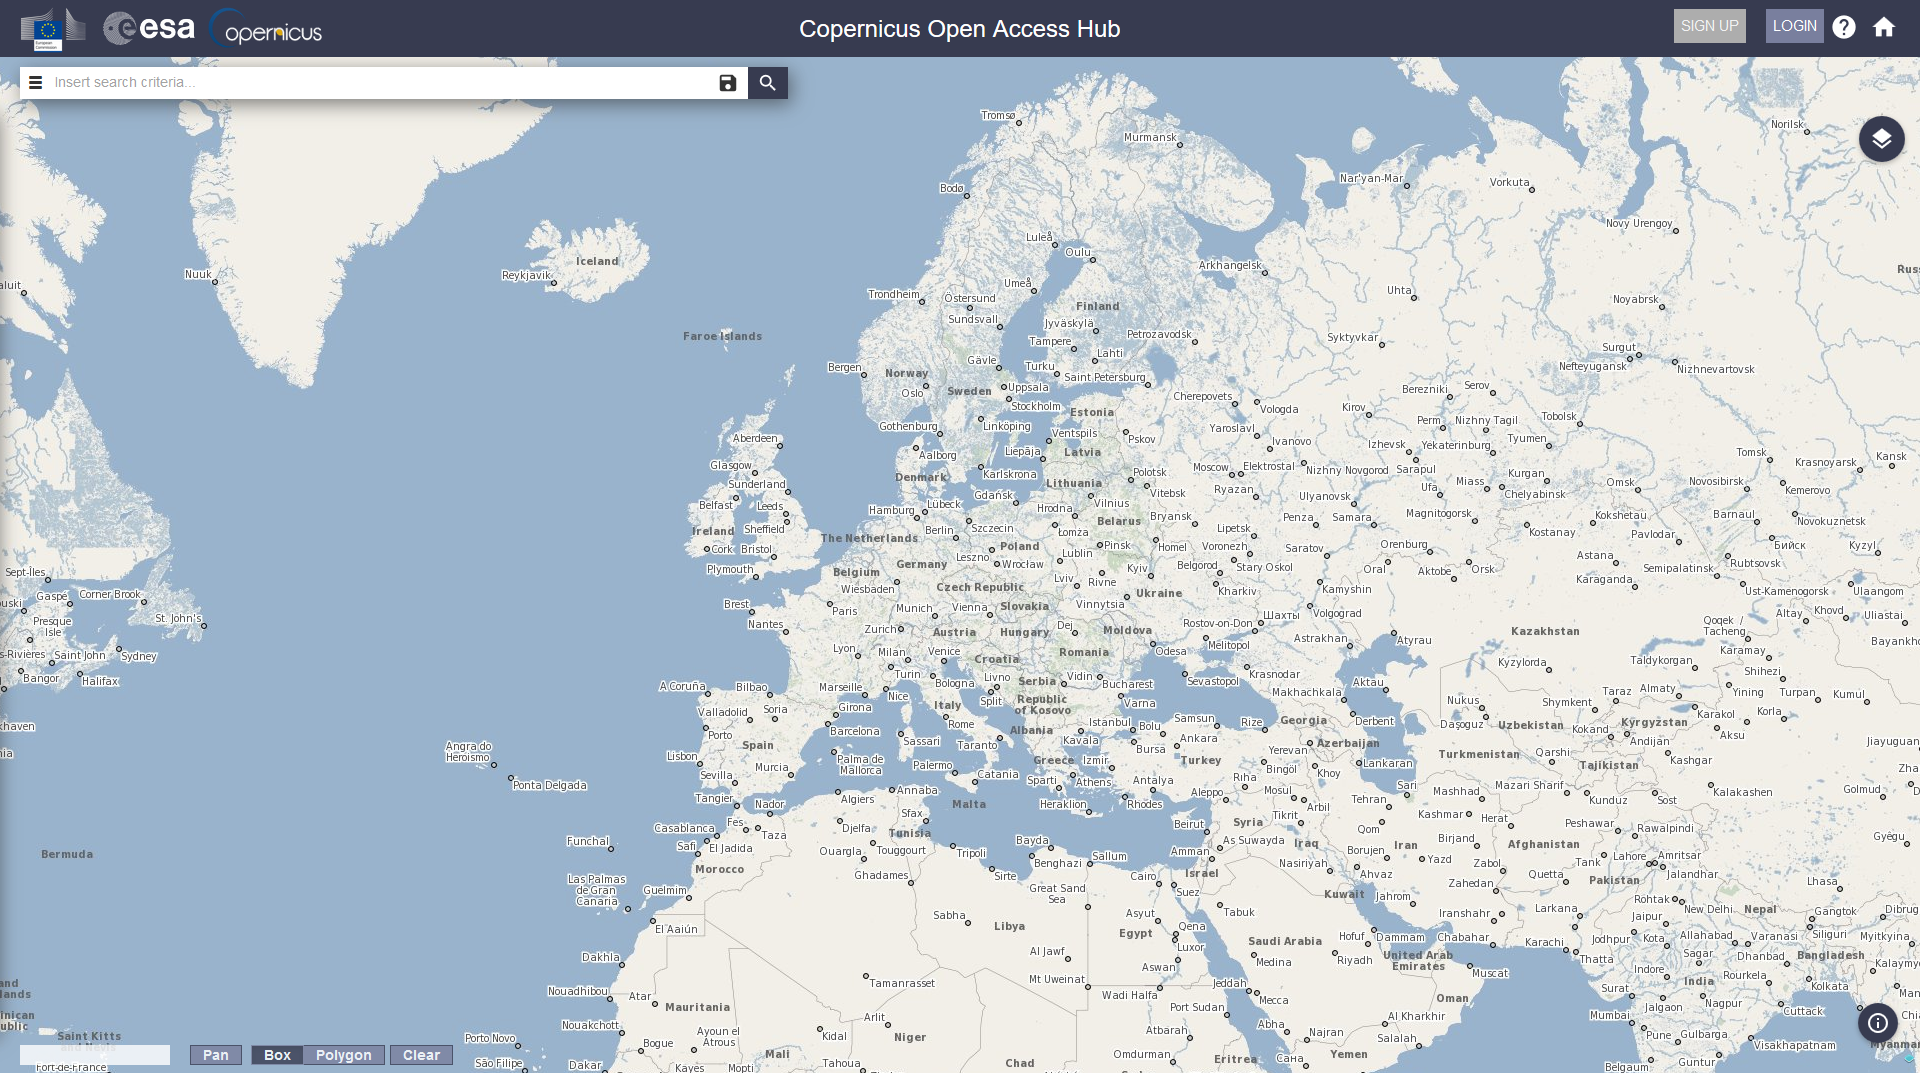 esa
opernicus
Copernicus Open Access Hub
SIGN UP
LOGIN
Insert search criteria...
Tromsø
Murmansk
Norilsk
Nar'yan-Mar
Vorkuta
Bodø
Novy Urengoy
Luleå
Oulu
Iceland
Arkhangelsk
Nuuk
Reykjavik
Umeå
Uhta
Trondheim
Östersund
Noyabrsk
Finland
Sundsvall
Jyväskylä
Faroe Islands
Petrozavodsk
Syktyvkar
Tampere
Surgut
Lahti
Gävle
Bergen
Turku
Nefteyugansk
Nizhnevartovsk
Norway
Saint Petersburg
Oslo
Sweden
Uppsala
Berezniki
Serov
Cherepovets
Stockholm
Estonia
Vologda
Kirov
Tobolsk
Gothenburg
Linköping
Perm
Nizhny Tagil
Yaroslavl
Ventspils
Pskov
Aberdeen
Ivanovo
Izhevsk
Yekaterinburg
Tyumen
Aalborg
Liepāja
Latvia
Tomsk
Glasgow
Moscow
Elektrostal
Nizhny Novgorod
Sarapul
Krasnoyarsk
Kansk
Denmark
Karlskrona
Polotsk
Kurgan
Sunderland
Lithuania
Ryazan
Ufa
Miass
Omsk
Novosibirsk
Kemerovo
Gdańsk
Vitebsk
Ulyanovsk
Chelyabinsk
Belfast
Leeds
Hamburg
Lübeck
Hrodna
Vilnius
Bryansk
Penza
Samara
Magnitogorsk
Kokshetau
Barnaul
Novokuznetsk
Ireland
Sheffield
Berlin
Szczecin
Belarus
Lipetsk
Kostanay
Pavlodar
The Netherlands
Łomża
Cork
Bristol
Poland
Pinsk
Homel
Voronezh
Saratov
Orenburg
Astana
Бийск
Kyzyl
Leszno
Lublin
Germany
Wrocław
Belgorod
Stary Oskol
Oral
Aktobe
Orsk
Semipalatinsk
Rubtsovsk
Plymouth
Belgium
Kyiv
Karaganda
Sept-Îles
Lviv
Rivne
Wiesbaden
Czech Republic
Ukraine
Kharkiv
Kamyshin
Ust-Kamenogorsk
Ulaangom
Gaspé
Corner Brook
Brest
Paris
Munich
Vienna
Slovakia
Vinnytsia
Шахты
Volgograd
Altay
Khovd
Uliastai
St. John's
Presque
Isle
Nantes
Zurich
Austria
Hungary
Dej
Moldova
Rostov-on-Don
Kazakhstan
Qoqek /
Tacheng
Astrakhan
Atyrau
Melitopol
Lyon
Milan
Venice
Romania
Odesa
Karamay
Saint John
Sydney
Croatia
Kyzylorda
Taldykorgan
Shihezi
Bangor
Halifax
Turin
Livno
Vidin
Krasnodar
A Coruña
Bilbao
Marseille
Bologna
Serbia
Bucharest
Sevastopol
Aktau
Nice
Split
Republic
of Kosovo
Varna
Makhachkala
Nukus
Shymkent
Taraz
Almaty
Yining
Turpan
Kumul
Valladolid
Soria
Girona
Italy
Rome
Istanbul
Bolu
Samsun
Rize
Georgia
Derbent
Daşoguz
Uzbekistan
Kokand
Kyrgyzstan
Karakol
Korla
Porto
Barcelona
Albania
Aksu
Spain
Sassari
Taranto
Kavala
Bursa
Ankara
Yerevan
Azerbaijan
Andijan
Jiayuguan
Angra do
Heroísmo
Lisbon
Palma de
Mallorca
Palermo
Greece
Izmir
Turkey
Lankaran
Turkmenistan
Qarshi
Tajikistan
Kashgar
Murcia
Bingöl
Khoy
Sevilla
Catania
Sparti
Athens
Antalya
Riha
Sari
Mazari Sharif
Ponta Delgada
Annaba
Aleppo
Mosul
Mashhad
Kunduz
Sost
Kalakashen
Golmud
Tangier
Nador
Algiers
Malta
Heraklion
Rhodes
Arbil
Tehran
Kashmar
Herat
Casablanca
Fes
Taza
Djelfa
Sfax
Tunisia
Beirut
Syria
Tikrit
Qom
Peshawar
Rawalpindi
Gyêgu
Funchal
Safi
El Jadida
Ouargla
Touggourt
Tripoli
Bayda
Sallum
Amman
As Suwayda
Iraq
Borujen
Iran
Birjand
Afghanistan
Bermuda
Benghazi
Nasiriyah
Yazd
Zabol
Tank
Lahore
Amritsar
Morocco
Ghadames
Sirte
Cairo
Israel
Ahvaz
Quetta
Jalandhar
Las Palmas
de Gran
Canaria
Guelmim
Great Sand
Sea
Suez
Kuwait
Jahrom
Zahedan
Pakistan
Lhasa
Sabha
Asyut
Tabuk
Iranshahr
Larkana
Rohtak
New Delhi
Nepal
Gangtok
El Aaiún
Libya
Egypt
Qena
Hofuf
Dammam
Chabahar
Karachi
Jaipur
Jodhpur
Kota
Allahabad
Varanasi
Siliguri
Myitkyina
Saudi Arabia
Luxor
Dakhla
Al Jawf
Medina
Riyadh
United Arab
Emirates
Thatta
Sagar
Dhanbad
Bangladesh
Aswan
Muscat
Indore
Rourkela
Tamanrasset
Mt Uweinat
Jeddah
India
Kolkata
Nouadhibou
Atar
Mauritania
Wadi Halfa
Mecca
Oman
Surat
Nagpur
Port Sudan
Jalgaon
Cuttack
Nouakchott
Arlit
Al Kharkhir
Mumbai
Saint Kitts
Porto Novo
Ayoun el
Atrous
Kidal
Niger
Atbarah
Abha
Najran
Salalah
Pune
Gulbarga
Visakhapatnam
Bogue
Mali
Omdurman
Eritrea
Сана
Yemen
Myanmar
Pan
Box
Polygon
Clear
São Filipe
Dakar
Kayes
Mopti
Tahoua
Chad
Belgaum
Guntur
Fort-de-France